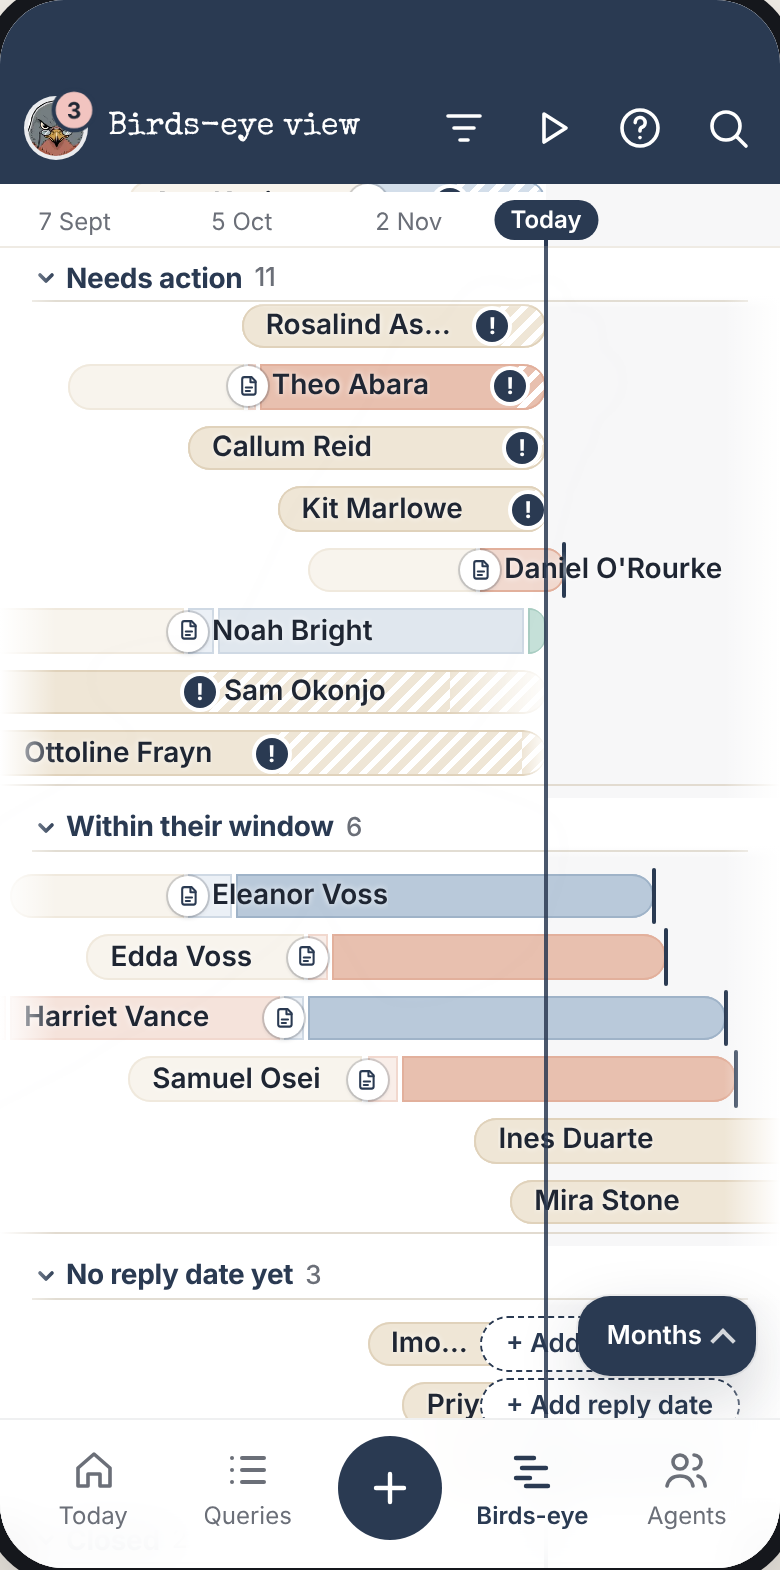 3
Birds-eye view
7 Sept 5 Oct 2 Nov Today
Needs action 11
Rosalind As... !
Theo Abara !
Callum Reid !
Kit Marlowe !
Daniel O'Rourke
Noah Bright
! Sam Okonjo
Ottoline Frayn !
Within their window 6
Eleanor Voss
Edda Voss
Harriet Vance
Samuel Osei
Ines Duarte
Mira Stone
No reply date yet 3
Imo... + Add
Months
Priy + Add reply date
Today Queries + Birds-eye Agents
Closed